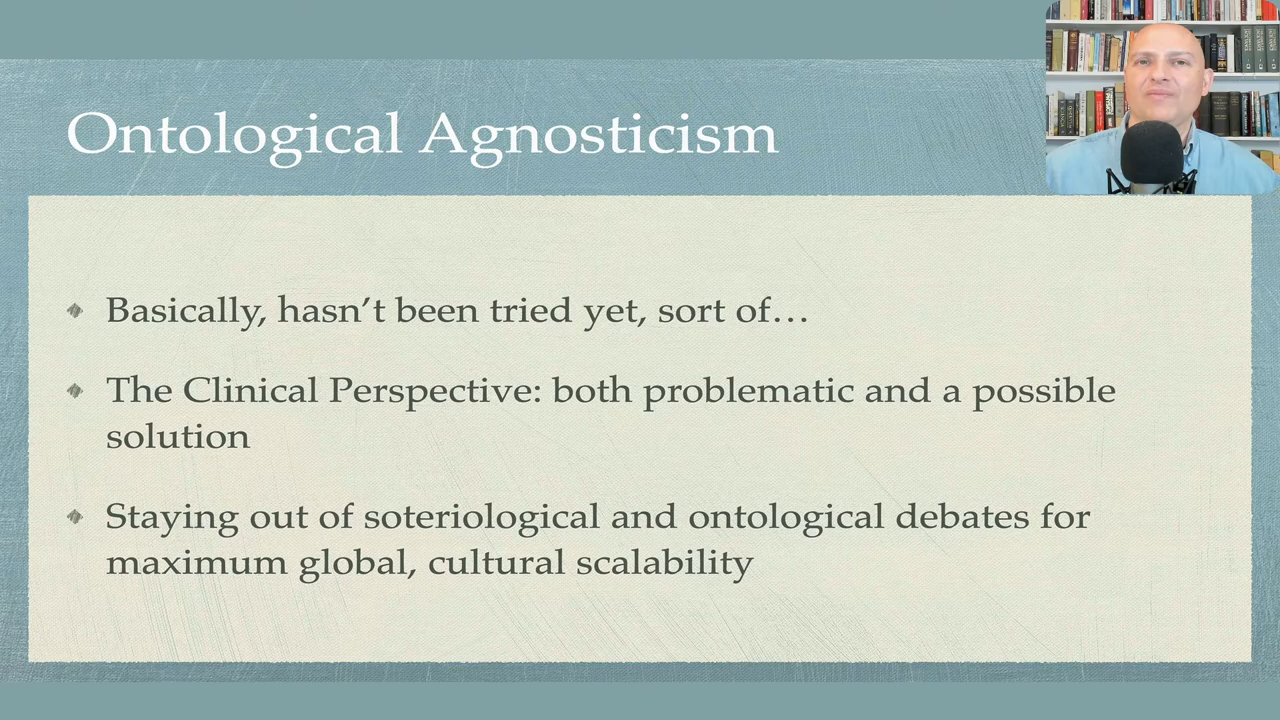 Ontological Agnosticism
Basically, hasn’t been tried yet, sort of…
The Clinical Perspective: both problematic and a possible
solution
Staying out of soteriological and ontological debates for
maximum global, cultural scalability